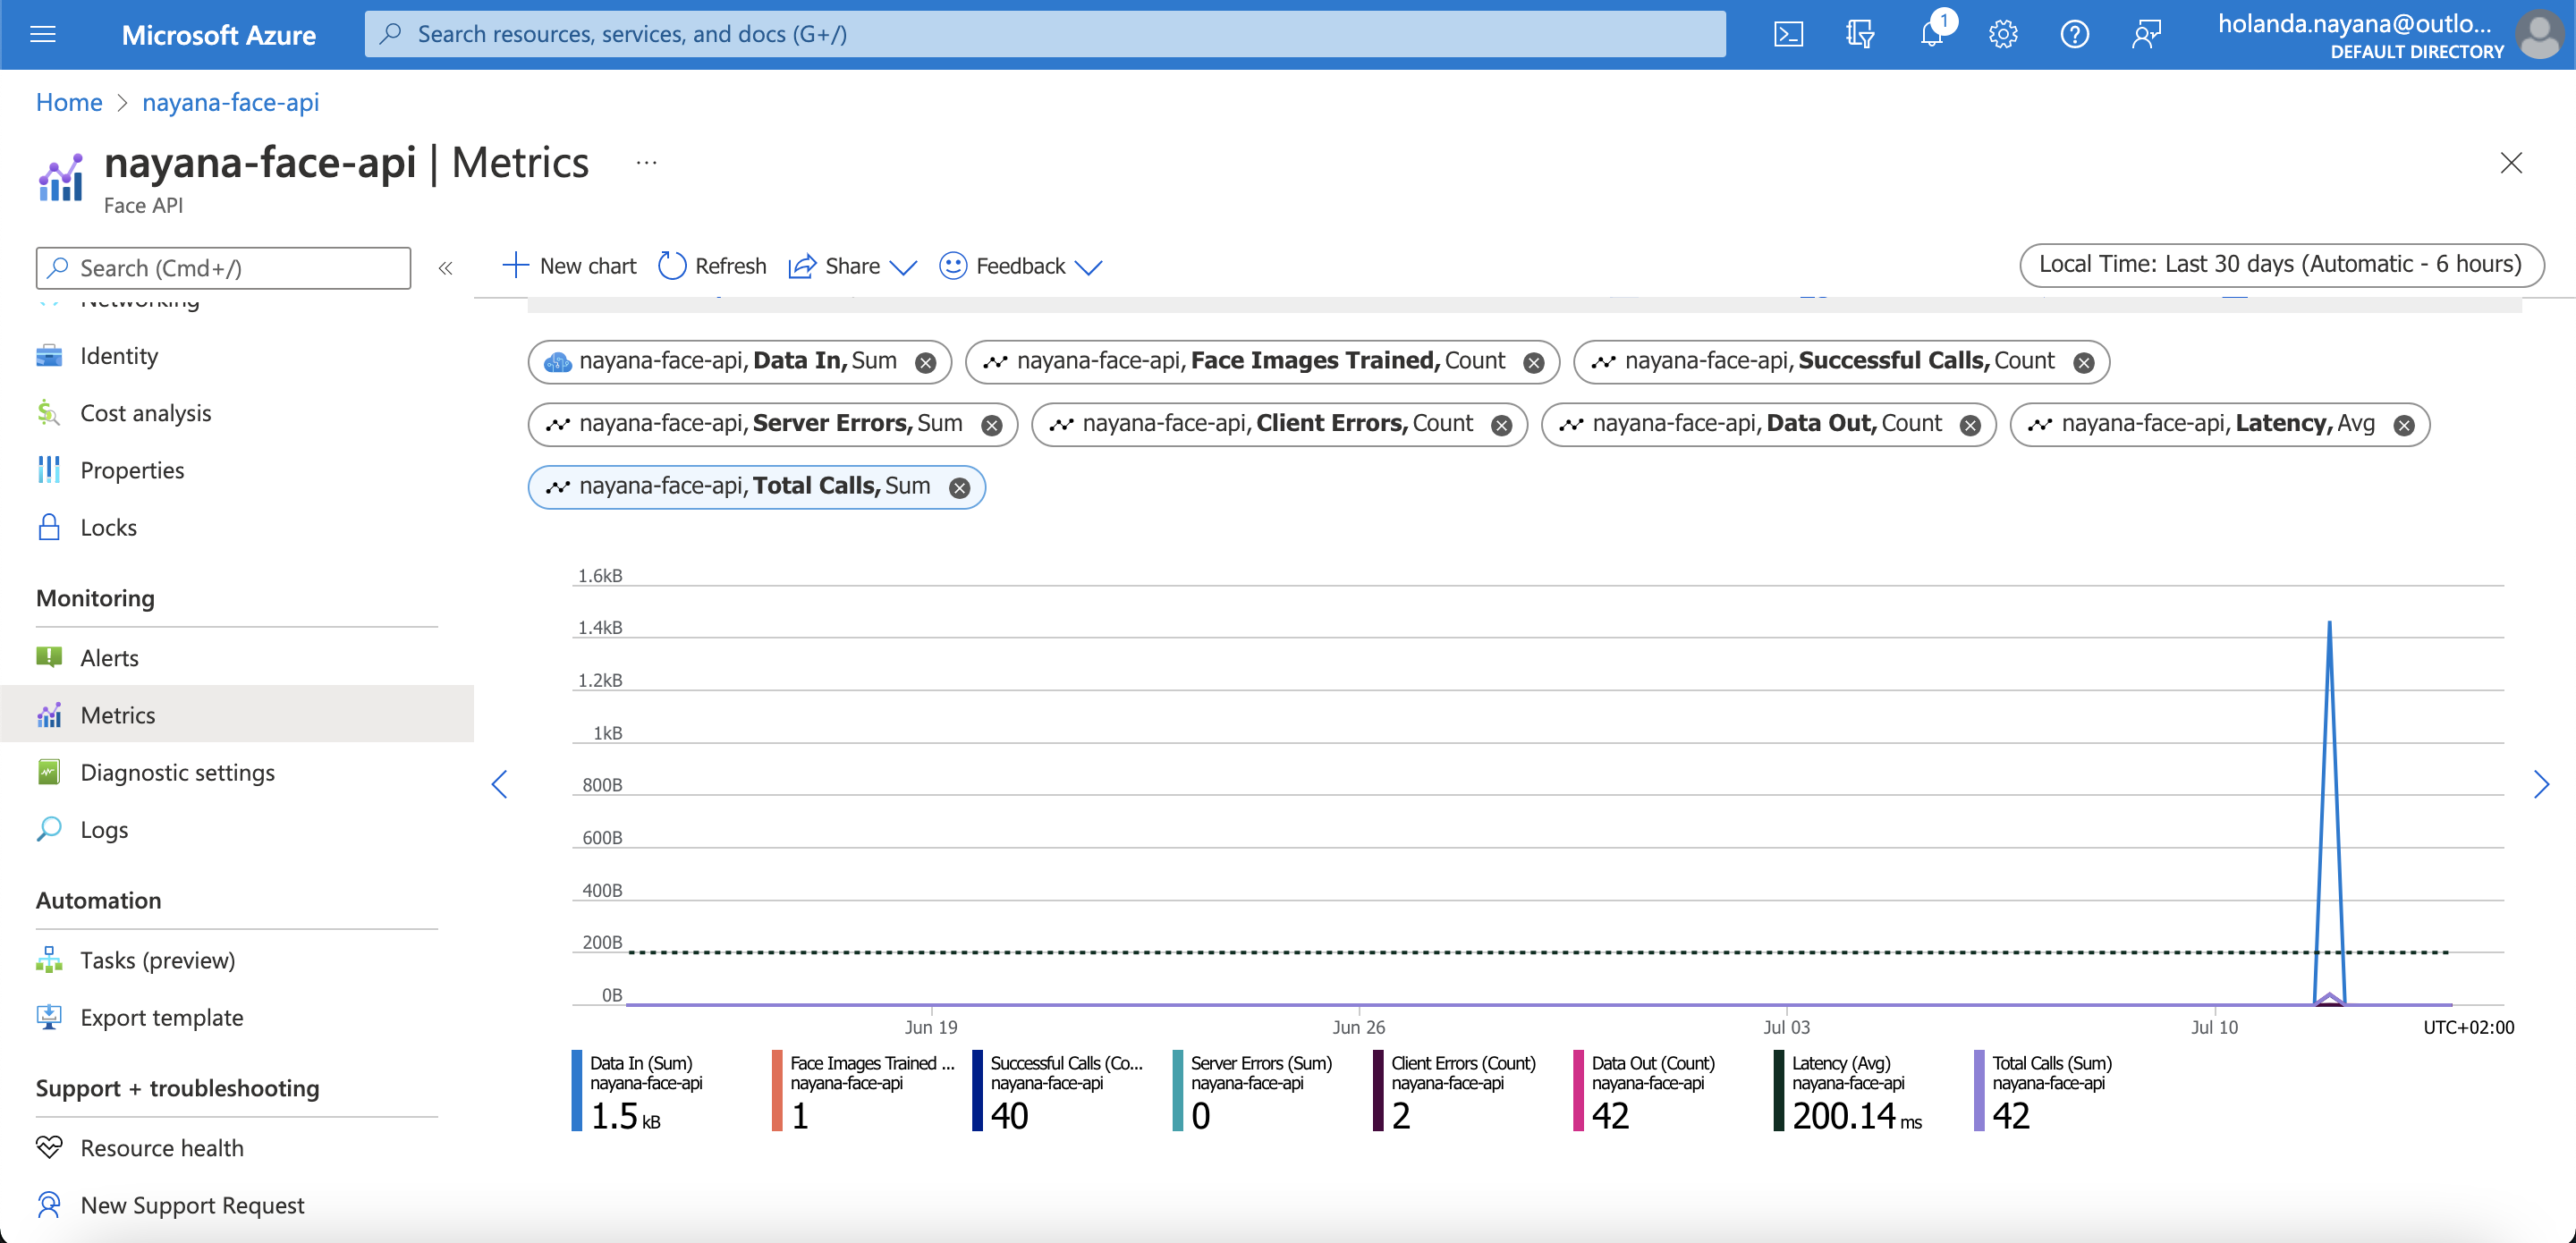 Microsoft Azure
Search resources, services, and docs (G+/)
1
holanda.nayana@outlo...
DEFAULT DIRECTORY
Home > nayana-face-api
nayana-face-api | Metrics ...
Face API
Search (Cmd+/)
«
New chart
Refresh
Share
Feedback
Local Time: Last 30 days (Automatic - 6 hours)
Networking
Identity
Cost analysis
Properties
Locks
Monitoring
Alerts
Metrics
Diagnostic settings
Logs
Automation
Tasks (preview)
Export template
Support + troubleshooting
Resource health
New Support Request
nayana-face-api, Data In, Sum
nayana-face-api, Face Images Trained, Count
nayana-face-api, Successful Calls, Count
nayana-face-api, Server Errors, Sum
nayana-face-api, Client Errors, Count
nayana-face-api, Data Out, Count
nayana-face-api, Latency, Avg
nayana-face-api, Total Calls, Sum
1.6kB
1.4kB
1.2kB
1kB
800B
600B
400B
200B
0B
Jun 19
Jun 26
Jul 03
Jul 10
UTC+02:00
Data In (Sum)
nayana-face-api
1.5 kB
Face Images Trained ...
nayana-face-api
1
Successful Calls (Co...
nayana-face-api
40
Server Errors (Sum)
nayana-face-api
0
Client Errors (Count)
nayana-face-api
2
Data Out (Count)
nayana-face-api
42
Latency (Avg)
nayana-face-api
200.14 ms
Total Calls (Sum)
nayana-face-api
42